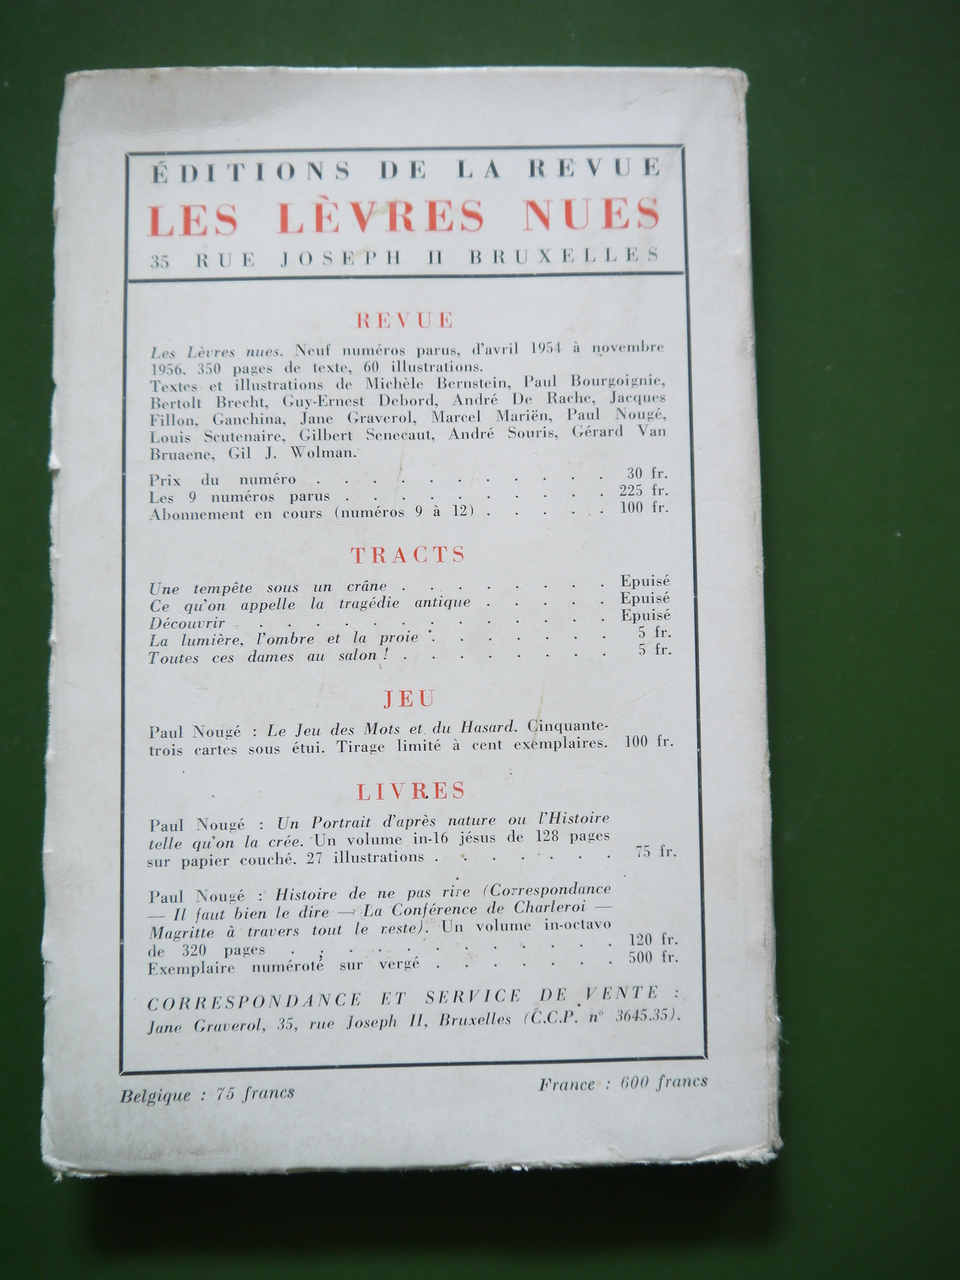 ÉDITIONS DE LA REVUE
LES LÈVRES NUES
35 RUE JOSEPH II BRUXELLES
REVUE
Les Lèvres nues. Neuf numéros parus, d'avril 1954 à novembre
1956. 350 pages de texte, 60 illustrations.
Textes et illustrations de Michèle Bernstein, Paul Bourgoignie,
Bertolt Brecht, Guy-Ernest Debord, André De Rache, Jacques
Fillon, Ganchina, Jane Graverol, Marcel Mariën, Paul Nougé,
Louis Scutenaire, Gilbert Senecaut, André Souris, Gérard Van
Bruaene, Gil J. Wolman.
Prix du numéro . . . . . . . . . . . 30 fr.
Les 9 numéros parus . . . . . . . . . . 225 fr.
Abonnement en cours (numéros 9 à 12) . . . . . 100 fr.
TRACTS
Une tempête sous un crâne . . . . . . . . Epuisé
Ce qu'on appelle la tragédie antique . . . . . Epuisé
Découvrir . . . . . . . . . . . . . Epuisé
La lumière, l'ombre et la proie . . . . . . . 5 fr.
Toutes ces dames au salon ! . . . . . . . . 5 fr.
JEU
Paul Nougé : Le Jeu des Mots et du Hasard. Cinquante-
trois cartes sous étui. Tirage limité à cent exemplaires. 100 fr.
LIVRES
Paul Nougé : Un Portrait d'après nature ou l'Histoire
telle qu'on la crée. Un volume in-16 jésus de 128 pages
sur papier couché. 27 illustrations . . . . . . . 75 fr.
Paul Nougé : Histoire de ne pas rire (Correspondance
— Il faut bien le dire — La Conférence de Charleroi —
Magritte à travers tout le reste). Un volume in-octavo
de 320 pages . . . . . . . . . . . . 120 fr.
Exemplaire numéroté sur vergé . . . . . . . 500 fr.
CORRESPONDANCE ET SERVICE DE VENTE :
Jane Graverol, 35, rue Joseph II, Bruxelles (C.C.P. n° 3645.35).
Belgique : 75 francs
France : 600 francs